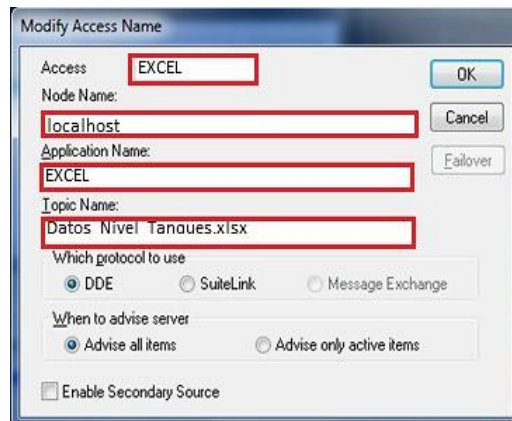 Modify Access Name
Access EXCEL
OK
Node Name:
localhost
Cancel
Application Name:
Failover
EXCEL
Topic Name:
Datos Nivel Tanques.xlsx
Which protocol to use
DDE SuiteLink Message Exchange
When to advise server
Advise all items Advise only active items
Enable Secondary Source